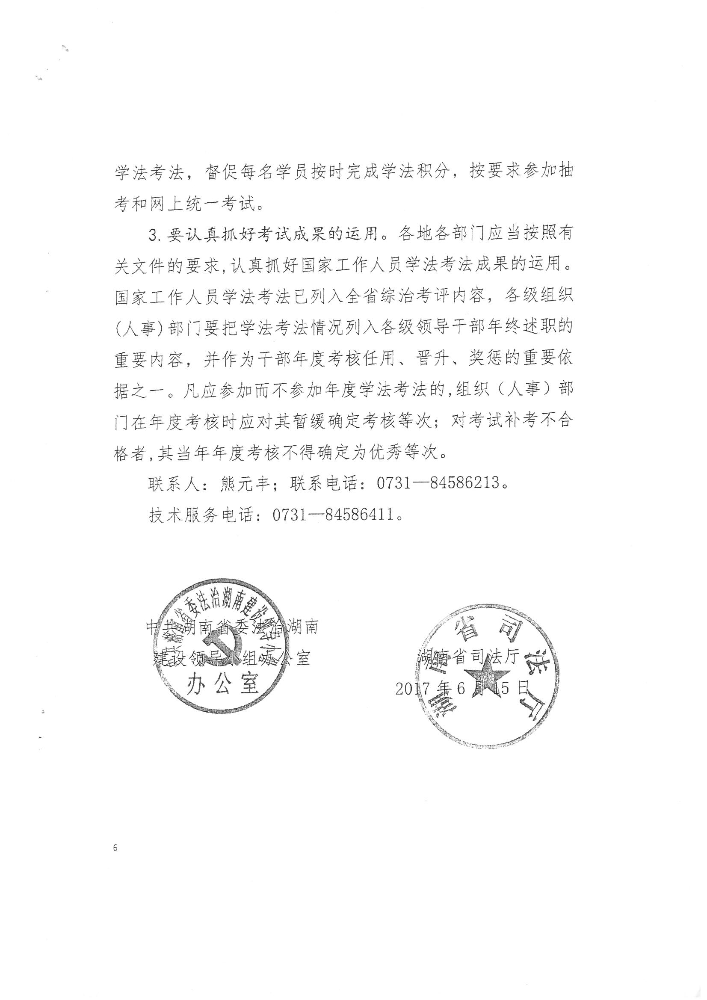 学法考法，督促每名学员按时完成学法积分，按要求参加抽
考和网上统一考试。
3. 要认真抓好考试成果的运用。各地各部门应当按照有
关文件的要求,认真抓好国家工作人员学法考法成果的运用。
国家工作人员学法考法已列入全省综治考评内容，各级组织
(人事)部门要把学法考法情况列入各级领导干部年终述职的
重要内容，并作为干部年度考核任用、晋升、奖惩的重要依
据之一。凡应参加而不参加年度学法考法的,组织（人事）部
门在年度考核时应对其暂缓确定考核等次；对考试补考不合
格者,其当年年度考核不得确定为优秀等次。
联系人：熊元丰；联系电话：0731—84586213。
技术服务电话：0731—84586411。
中共湖南省委法治湖南
建设领导小组办公室
办公室
湖南省司法厅
湖南省司法厅
2017年6月15日
6